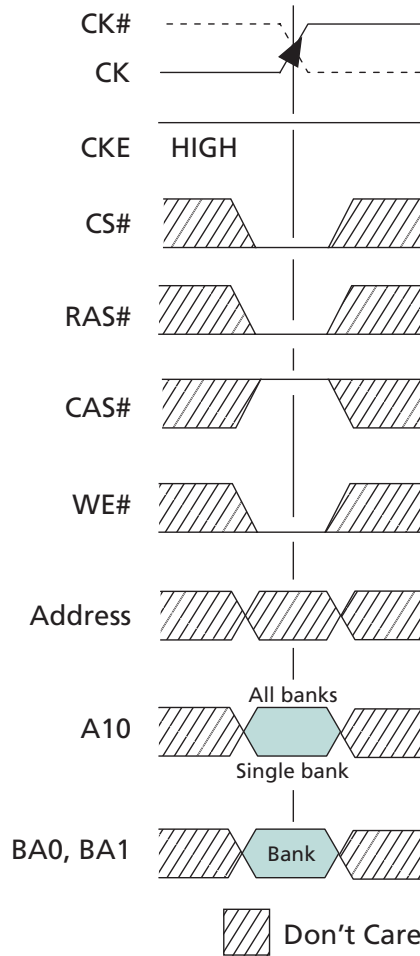 CK#
CK
CKE HIGH
CS#
RAS#
CAS#
WE#
Address
All banks
A10
Single bank
BA0, BA1 Bank
Don't Care